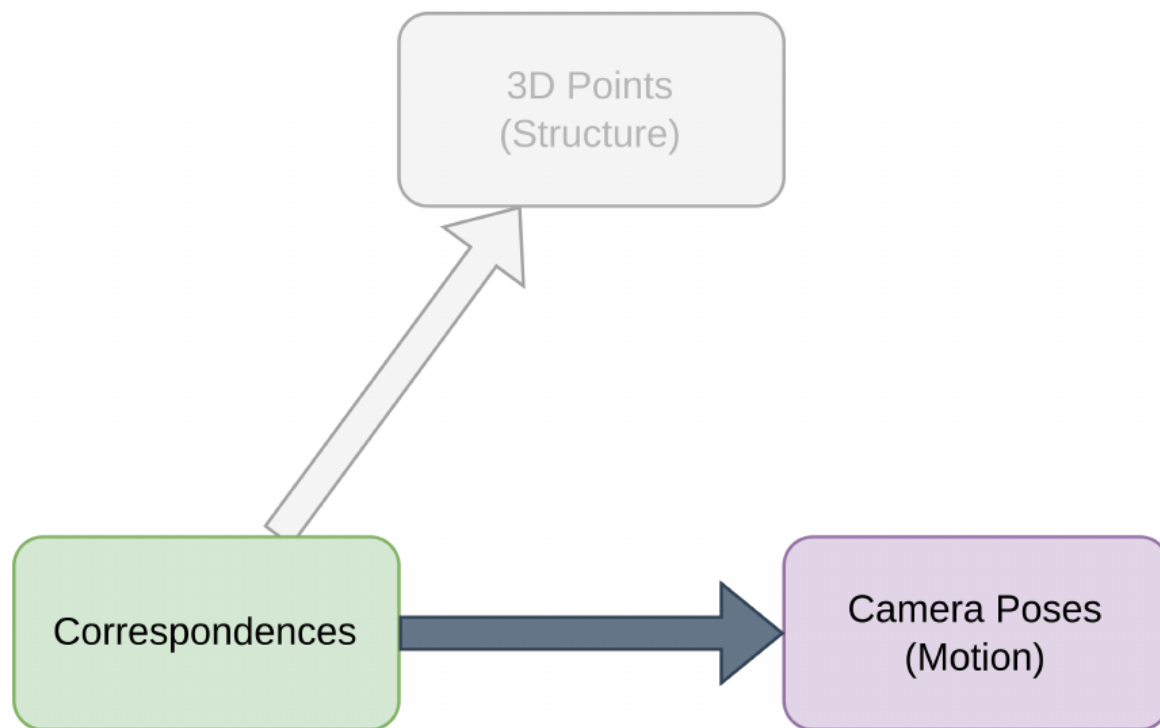 3D Points
(Structure)
Correspondences
Camera Poses
(Motion)